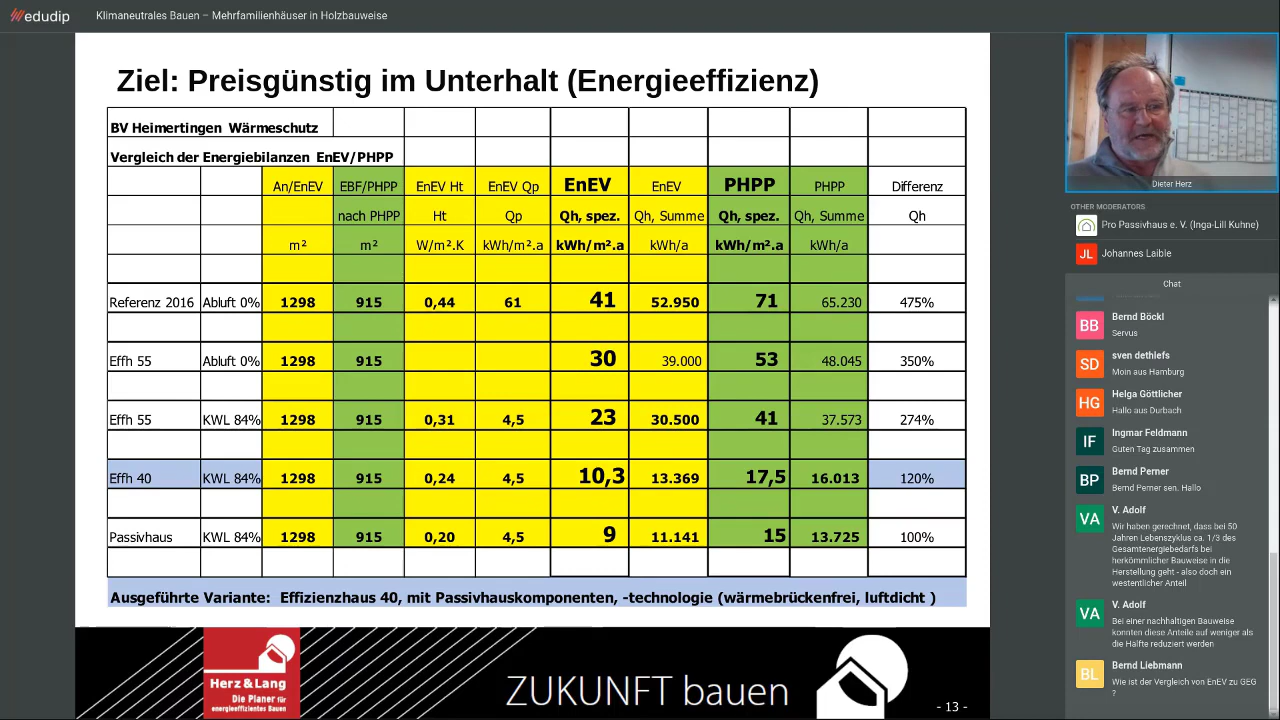 edudip
Klimaneutrales Bauen – Mehrfamilienhäuser in Holzbauweise
Ziel: Preisgünstig im Unterhalt (Energieeffizienz)
BV Heimertingen Wärmeschutz
Vergleich der Energiebilanzen EnEV/PHPP
An/EnEV EBF/PHPP EnEV Ht EnEV Qp EnEV EnEV PHPP PHPP Differenz
nach PHPP Ht Qp Qh, spez. Qh, Summe Qh, spez. Qh, Summe Qh
m² m² W/m².K kWh/m².a kWh/m².a kWh/a kWh/m².a kWh/a
Referenz 2016 Abluft 0% 1298 915 0,44 61 41 52.950 71 65.230 475%
Effh 55 Abluft 0% 1298 915 30 39.000 53 48.045 350%
Effh 55 KWL 84% 1298 915 0,31 4,5 23 30.500 41 37.573 274%
Effh 40 KWL 84% 1298 915 0,24 4,5 10,3 13.369 17,5 16.013 120%
Passivhaus KWL 84% 1298 915 0,20 4,5 9 11.141 15 13.725 100%
Ausgeführte Variante: Effizienzhaus 40, mit Passivhauskomponenten, -technologie (wärmebrückenfrei, luftdicht )
Herz & Lang
Die Planer für
energieeffizientes Bauen
ZUKUNFT bauen
- 13 -
Dieter Herz
OTHER MODERATORS
Pro Passivhaus e. V. (Inga-Lill Kuhne)
JL Johannes Laible
Chat
BB Bernd Böckl
Servus
SD sven dethiefs
Moin aus Hamburg
HG Helga Göttlicher
Hallo aus Durbach
IF Ingmar Feldmann
Guten Tag zusammen
BP Bernd Perner
Bernd Perner sen. Hallo
VA V. Adolf
Wir haben gerechnet, dass bei 50
Jahren Lebenszyklus ca. 1/3 des
Gesamtenergiebedarfs bei
herkömmlicher Bauweise in die
Herstellung geht - also doch ein
westentlicher Anteil
VA V. Adolf
Bei einer nachhaltigen Bauweise
konnten diese Anteile auf weniger als
die Hälfte reduziert werden
BL Bernd Liebmann
Wie ist der Vergleich von EnEV zu GEG
?